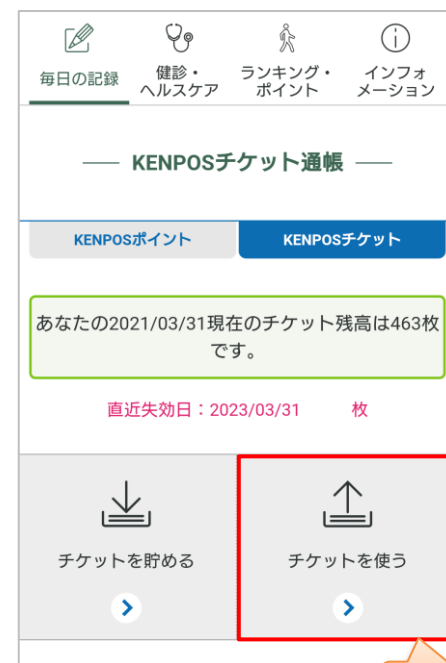 毎日の記録
健診・
ヘルスケア
ランキング・
ポイント
インフォ
メーション
KENPOSチケット通帳
KENPOSポイント
KENPOSチケット
あなたの2021/03/31現在のチケット残高は463枚
です。
直近失効日：2023/03/31 枚
チケットを貯める
チケットを使う